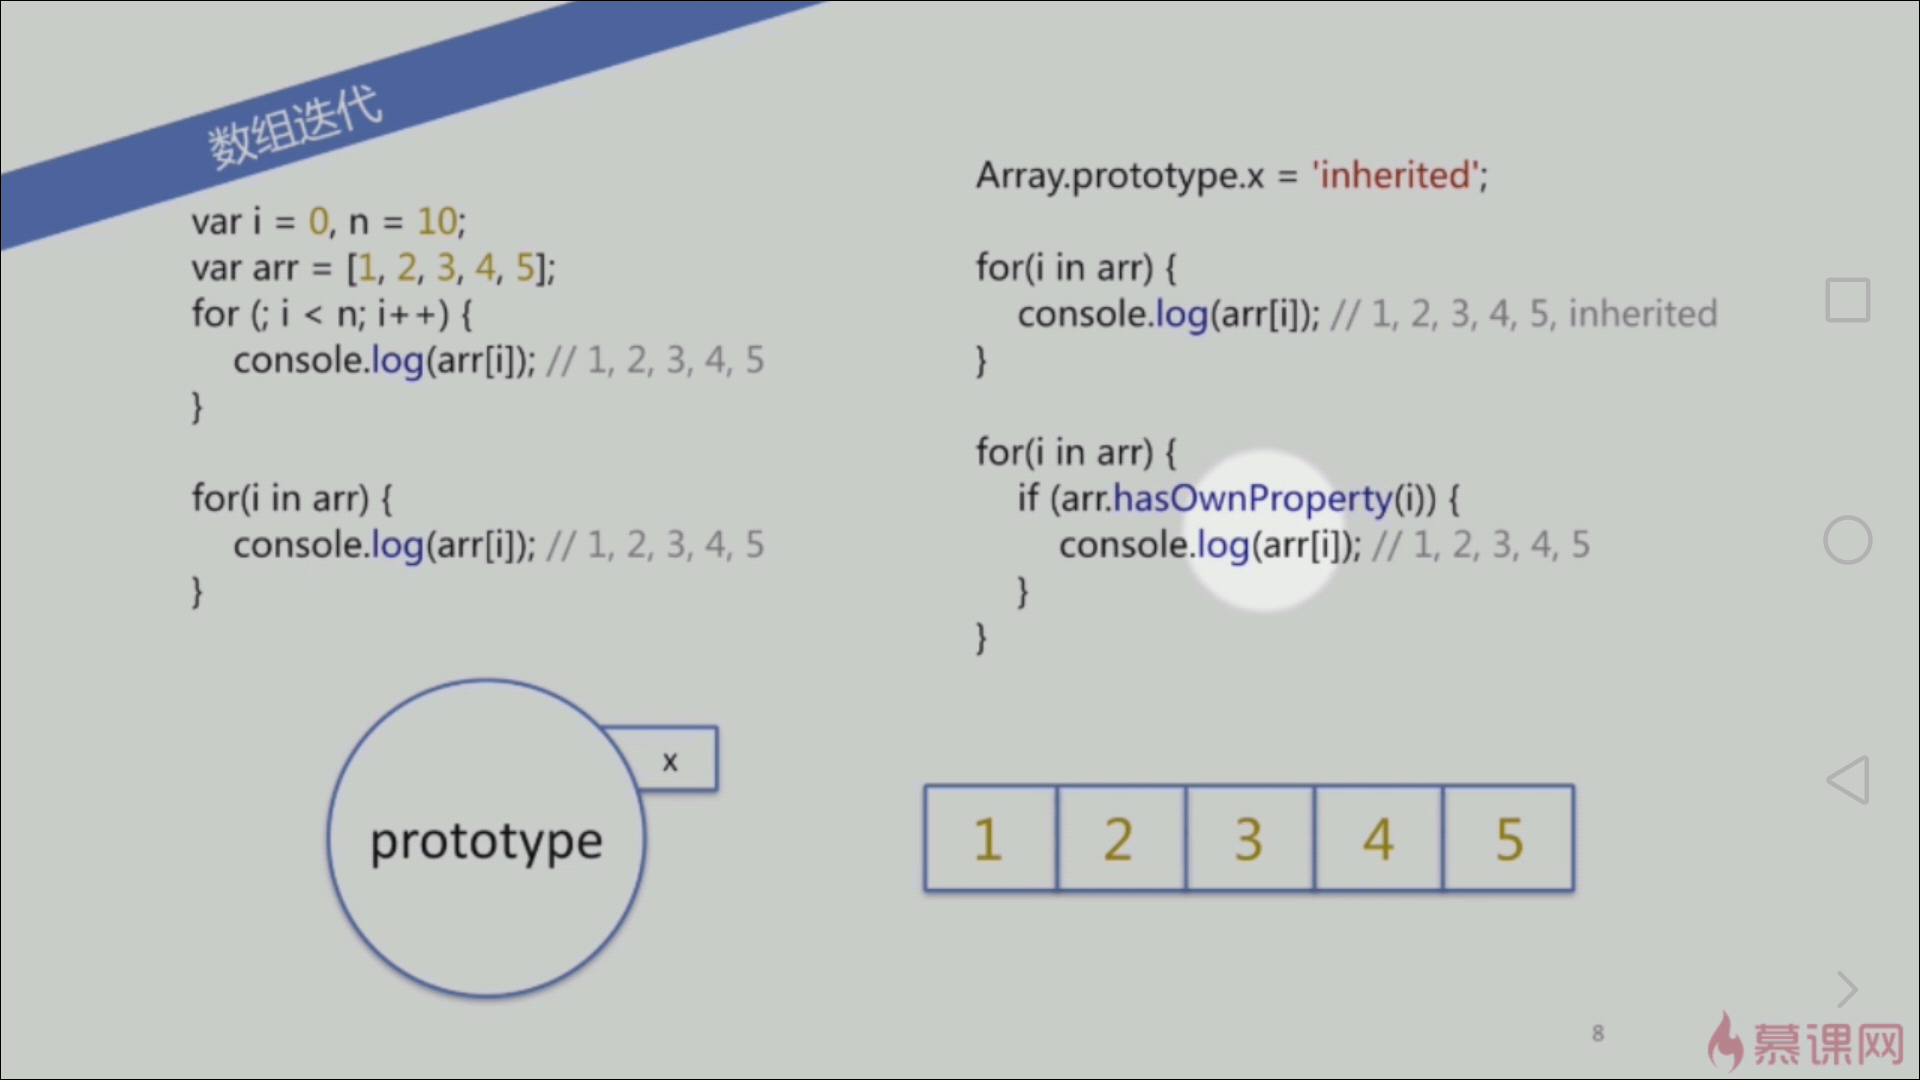 数组迭代
var i = 0, n = 10;
var arr = [1, 2, 3, 4, 5];
for (; i < n; i++) {
console.log(arr[i]); // 1, 2, 3, 4, 5
}
for(i in arr) {
console.log(arr[i]); // 1, 2, 3, 4, 5
}
Array.prototype.x = 'inherited';
for(i in arr) {
console.log(arr[i]); // 1, 2, 3, 4, 5, inherited
}
for(i in arr) {
if (arr.hasOwnProperty(i)) {
console.log(arr[i]); // 1, 2, 3, 4, 5
}
}
x
prototype
1 2 3 4 5
8
慕课网